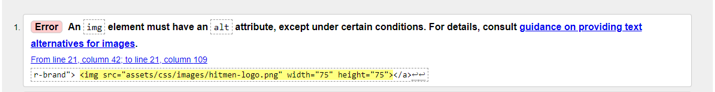 1. Error An img element must have an alt attribute, except under certain conditions. For details, consult guidance on providing text
alternatives for images.
From line 21, column 42; to line 21, column 109
r-brand"> <img src="assets/css/images/hitmen-logo.png" width="75" height="75"></a>↩↩